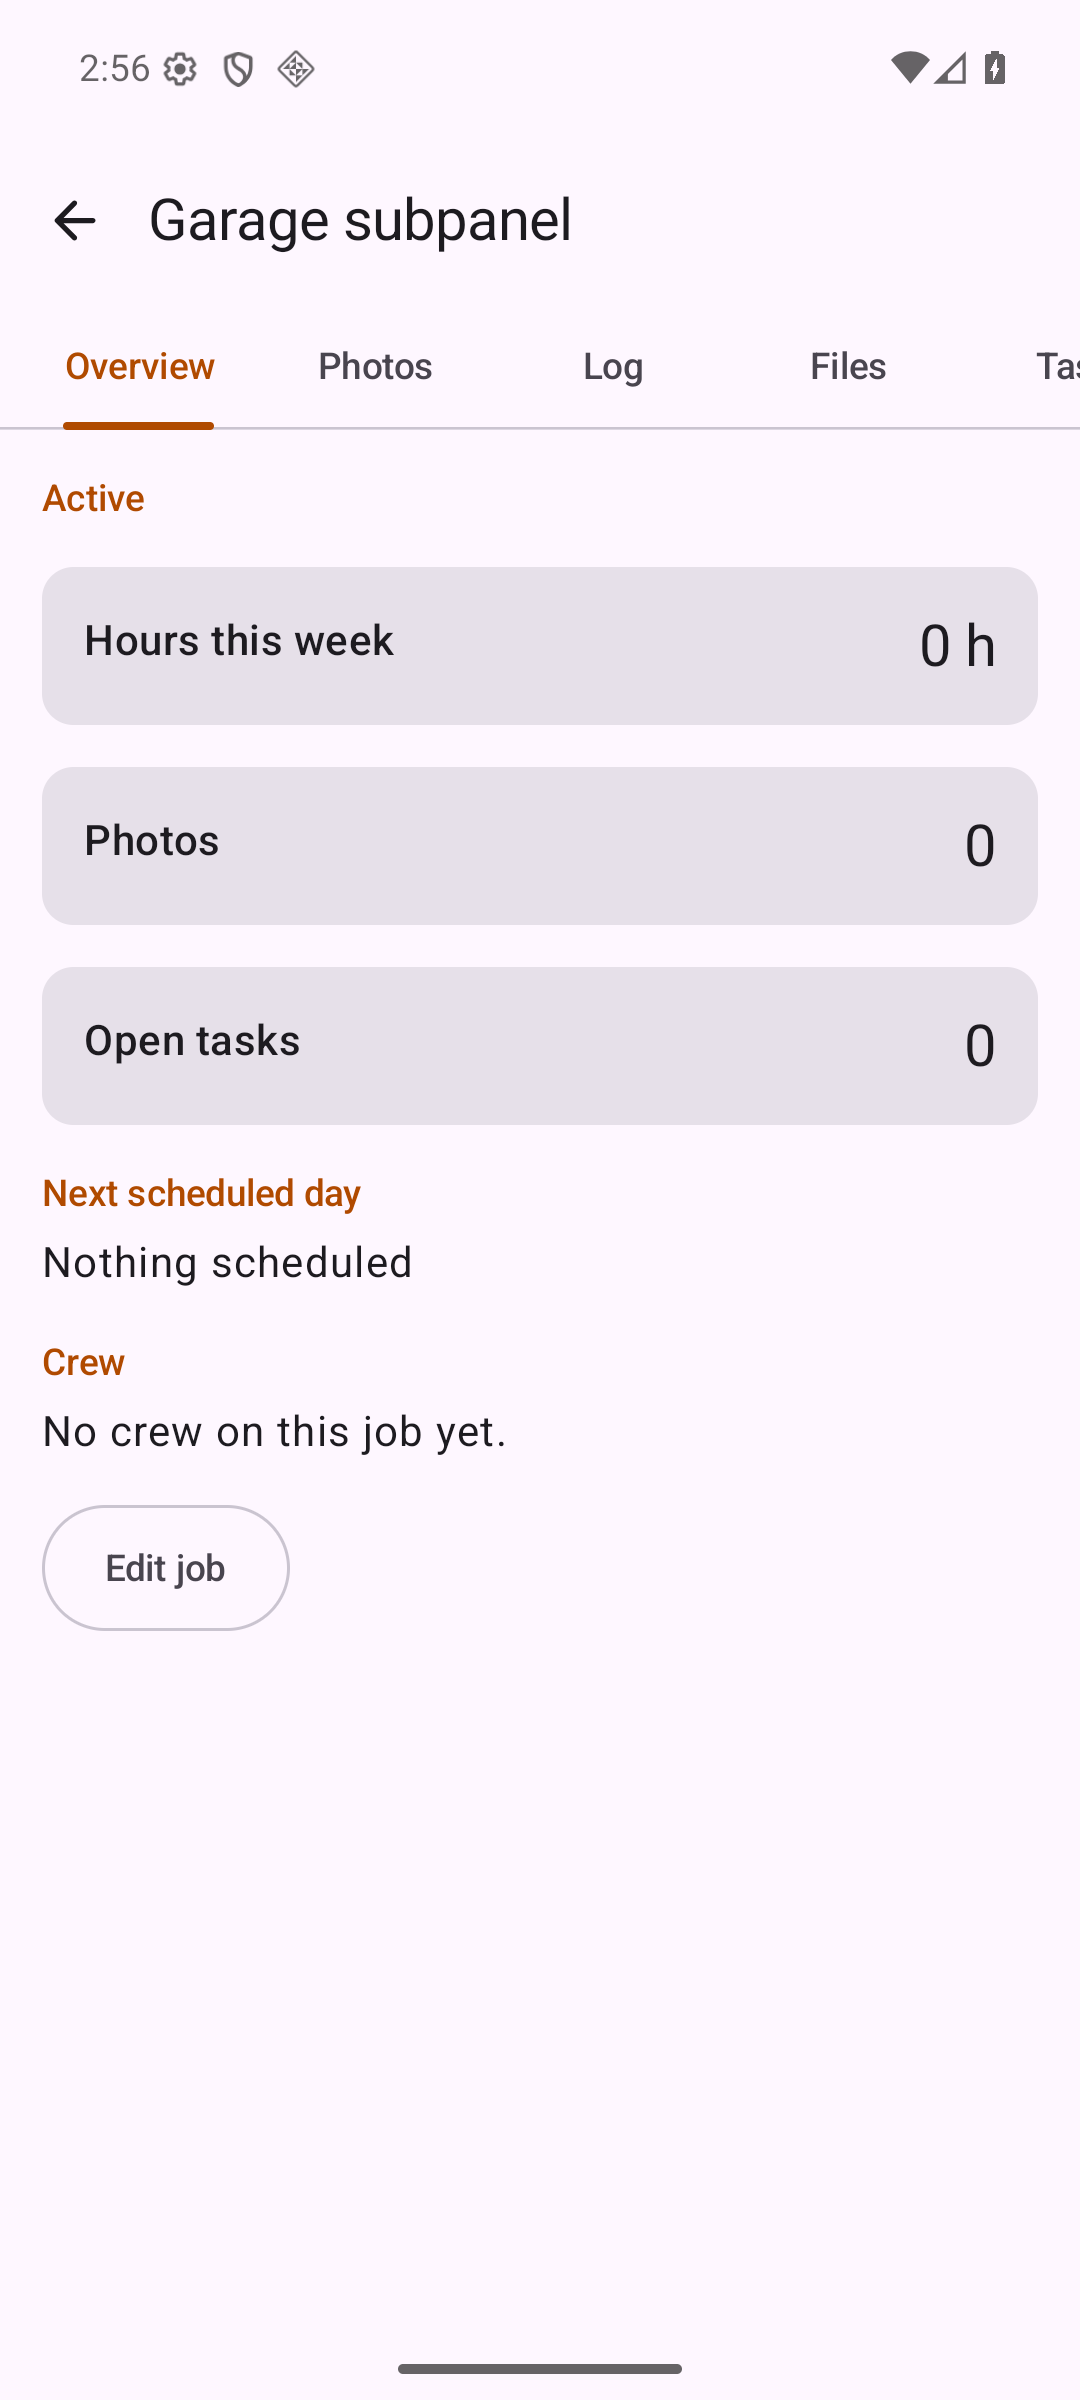 2:56
Garage subpanel
Overview Photos Log Files Tas
Active
Hours this week 0 h
Photos 0
Open tasks 0
Next scheduled day
Nothing scheduled
Crew
No crew on this job yet.
Edit job